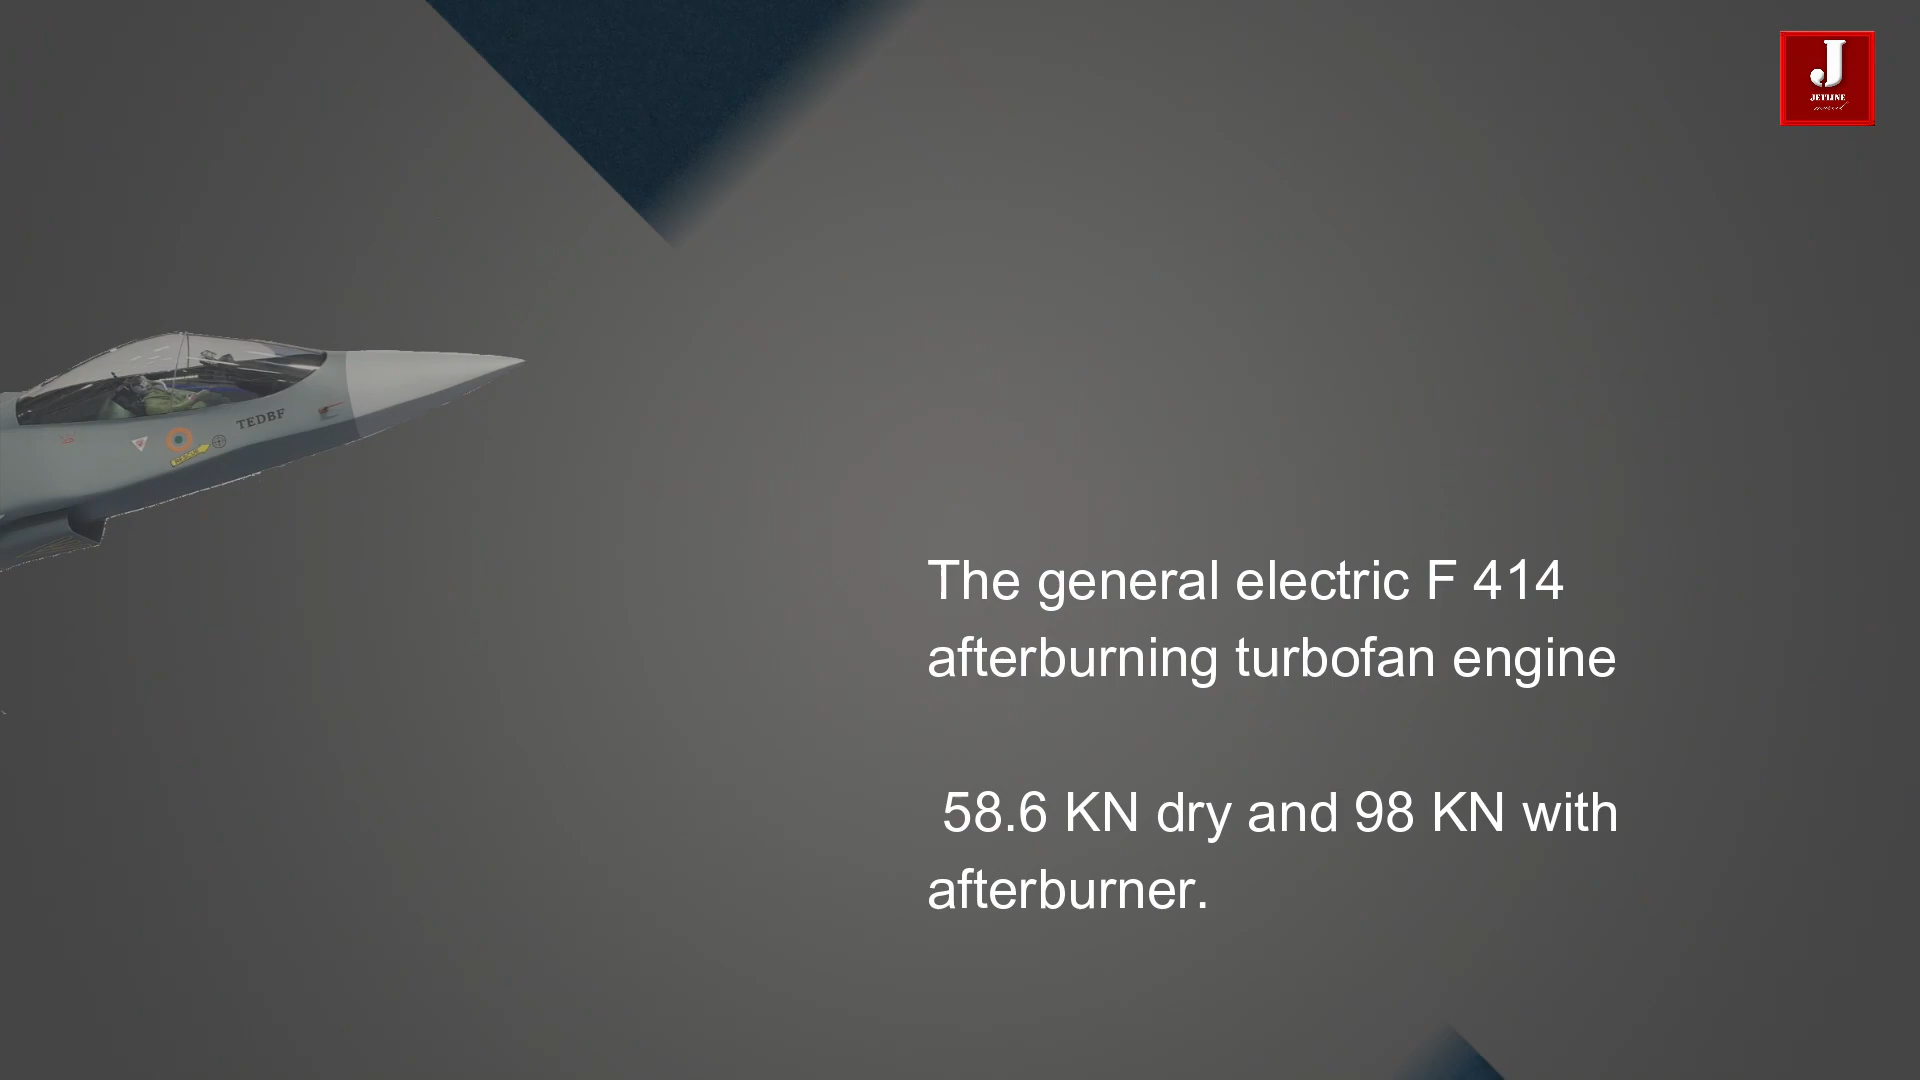 J
JETLINE
TEDBF
The general electric F 414
afterburning turbofan engine
58.6 KN dry and 98 KN with
afterburner.